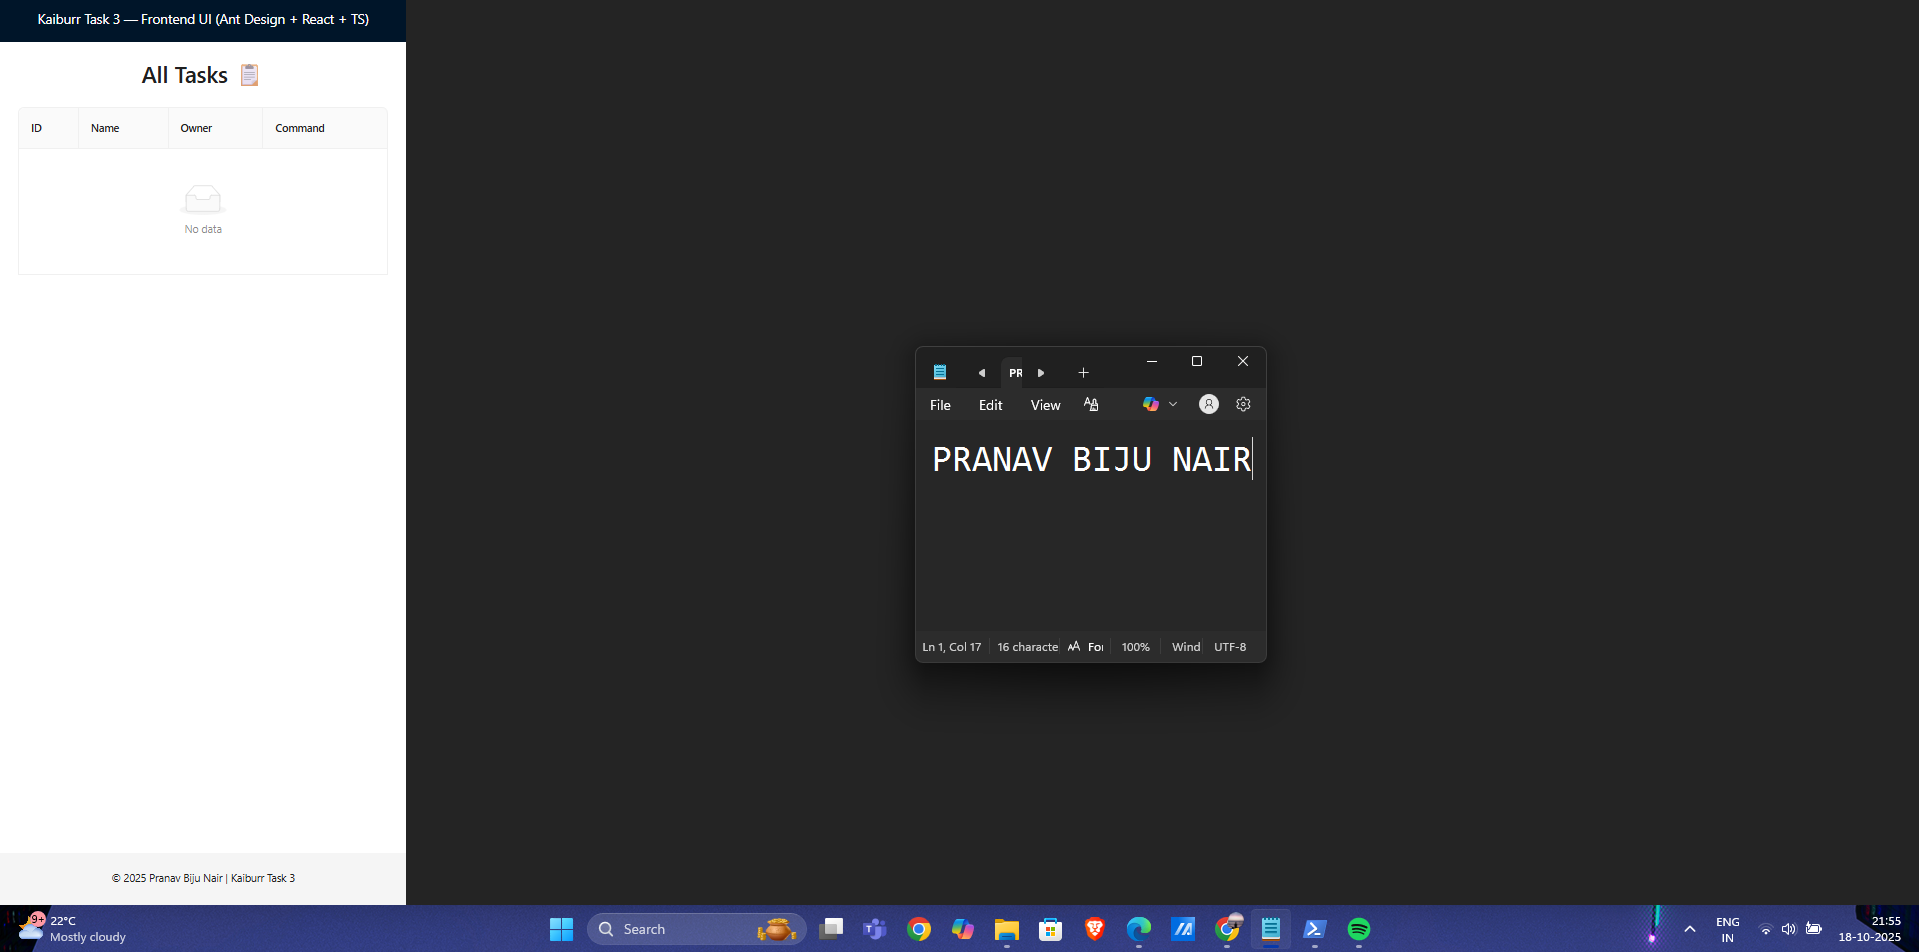 Kaiburr Task 3 — Frontend UI (Ant Design + React + TS)
All Tasks
ID Name Owner Command
No data
© 2025 Pranav Biju Nair | Kaiburr Task 3
PR
File Edit View
PRANAV BIJU NAIR
Ln 1, Col 17 16 characte For 100% Wind UTF-8
9+
22°C
Mostly cloudy
Search
ENG
IN
21:55
18-10-2025